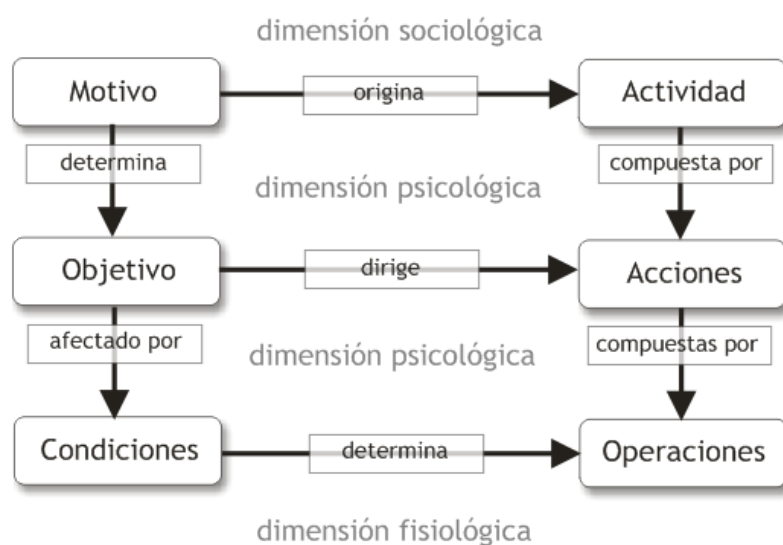 dimensión sociológica
Motivo
origina
Actividad
determina
compuesta por
dimensión psicológica
Objetivo
dirige
Acciones
afectado por
compuestas por
dimensión psicológica
Condiciones
determina
Operaciones
dimensión fisiológica